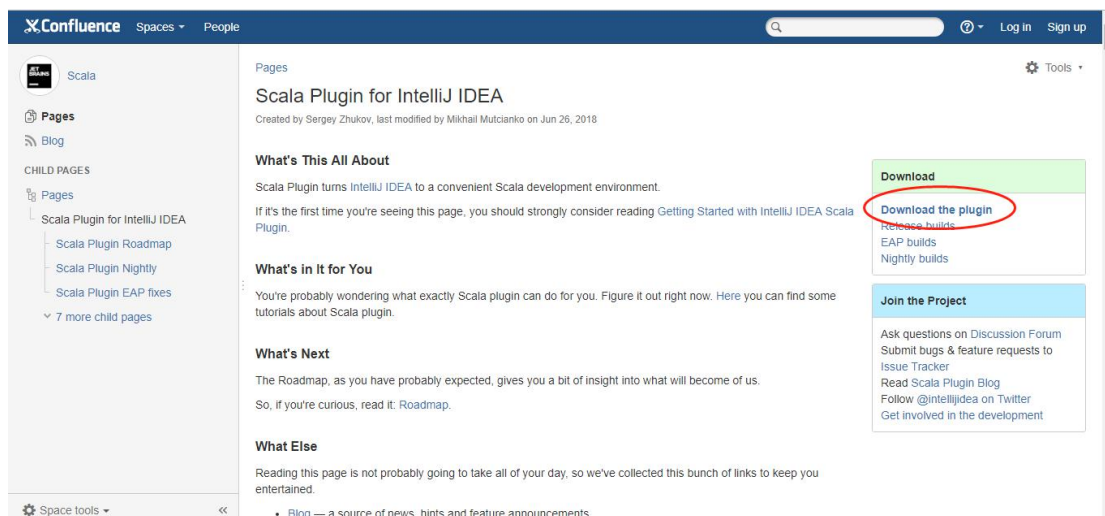 Confluence Spaces People Log in Sign up
JET
BRAINS
Scala
Pages
Blog
CHILD PAGES
Pages
Scala Plugin for IntelliJ IDEA
Scala Plugin Roadmap
Scala Plugin Nightly
Scala Plugin EAP fixes
7 more child pages
Space tools
Pages
Tools
Scala Plugin for IntelliJ IDEA
Created by Sergey Zhukov, last modified by Mikhail Mutcianko on Jun 26, 2018
What's This All About
Scala Plugin turns IntelliJ IDEA to a convenient Scala development environment.
If it's the first time you're seeing this page, you should strongly consider reading Getting Started with IntelliJ IDEA Scala
Plugin.
What's in It for You
You're probably wondering what exactly Scala plugin can do for you. Figure it out right now. Here you can find some
tutorials about Scala plugin.
What's Next
The Roadmap, as you have probably expected, gives you a bit of insight into what will become of us.
So, if you're curious, read it: Roadmap.
What Else
Reading this page is not probably going to take all of your day, so we've collected this bunch of links to keep you
entertained.
• Blog — a source of news, hints and feature announcements
Download
Download the plugin
Release builds
EAP builds
Nightly builds
Join the Project
Ask questions on Discussion Forum
Submit bugs & feature requests to
Issue Tracker
Read Scala Plugin Blog
Follow @intellijidea on Twitter
Get involved in the development